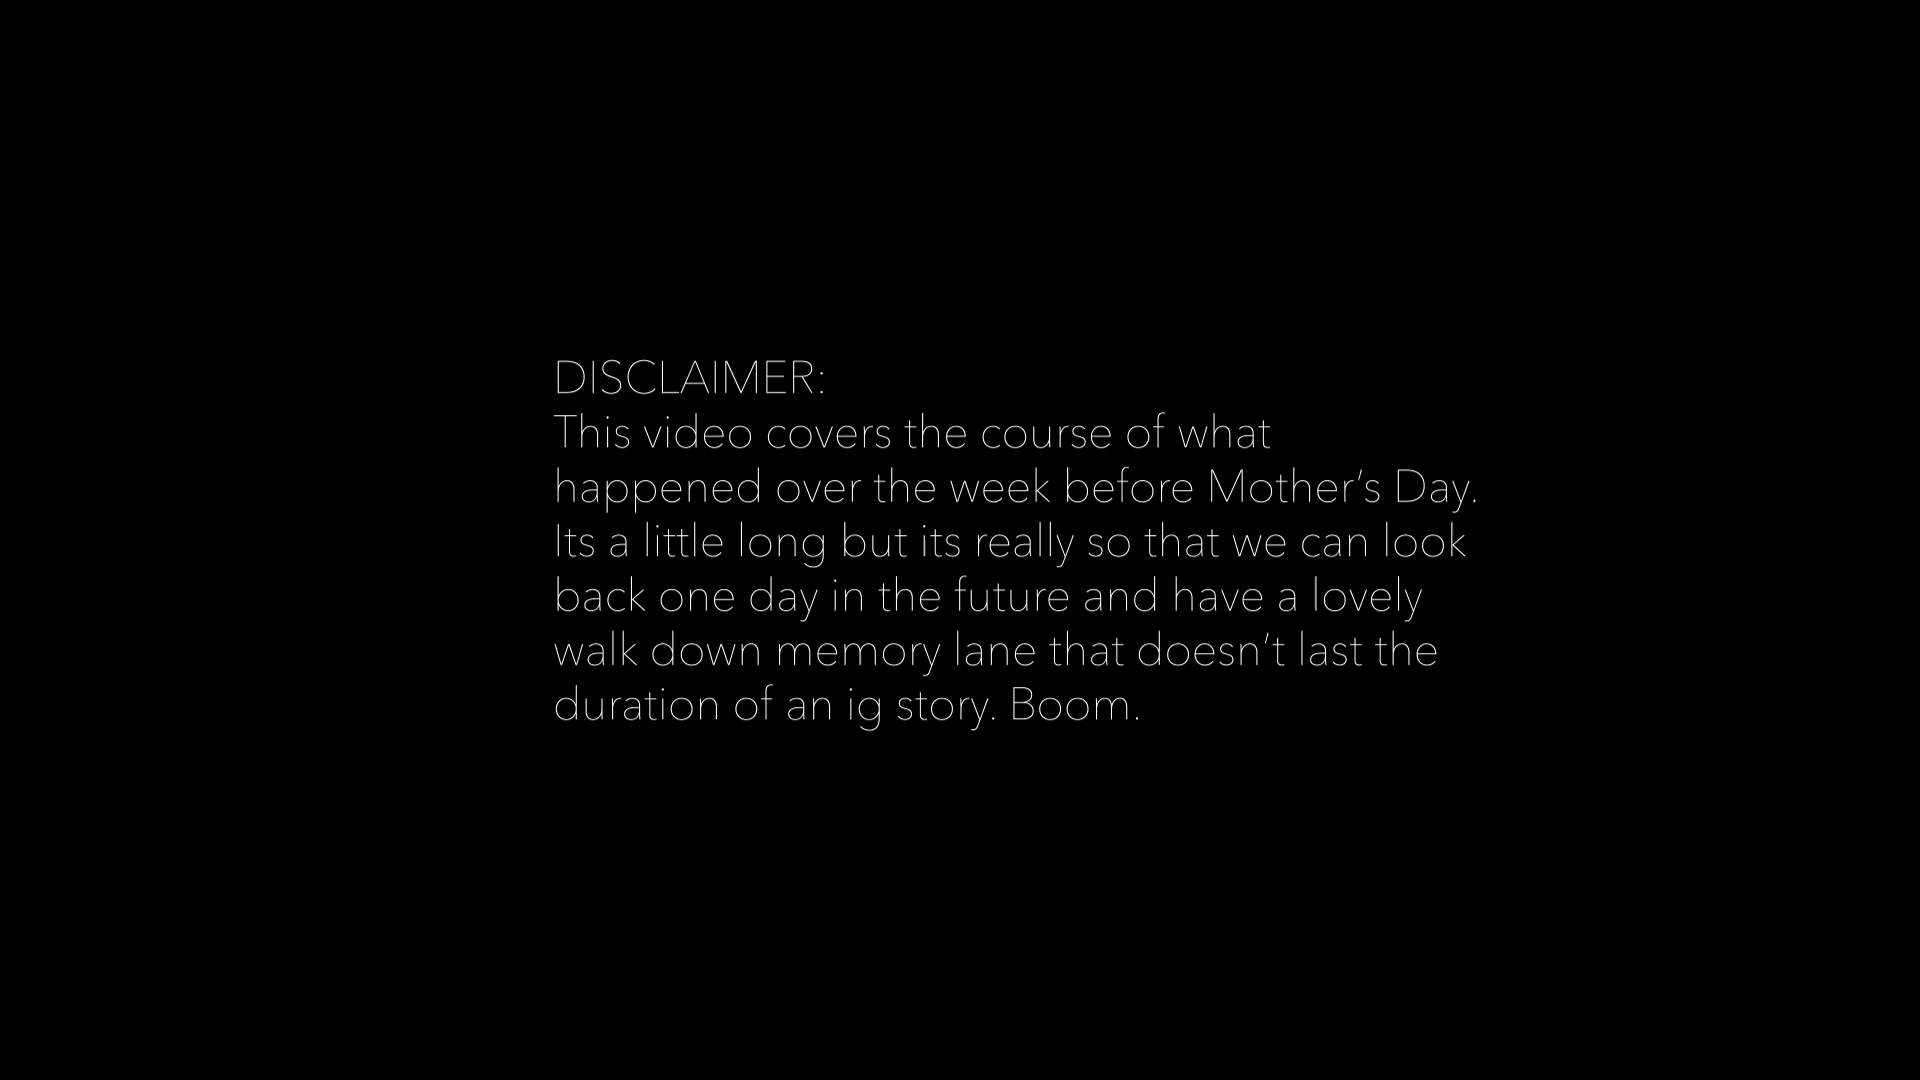 DISCLAIMER:
This video covers the course of what
happened over the week before Mother’s Day.
Its a little long but its really so that we can look
back one day in the future and have a lovely
walk down memory lane that doesn’t last the
duration of an ig story. Boom.